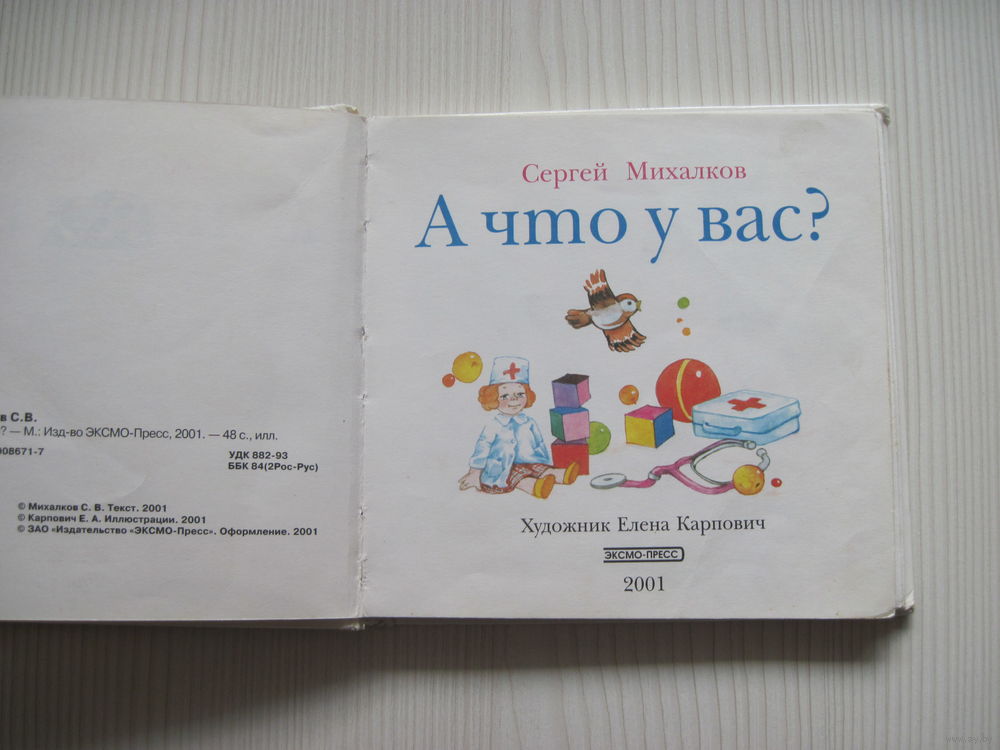 в С.В.
? — М.: Изд-во ЭКСМО-Пресс, 2001. — 48 с., илл.
908671-7
УДК 882-93
ББК 84(2Рос-Рус)
© Михалков С. В. Текст. 2001
© Карпович Е. А. Иллюстрации. 2001
© ЗАО «Издательство «ЭКСМО-Пресс». Оформление. 2001
Сергей Михалков
А что у вас?
Художник Елена Карпович
ЭКСМО-ПРЕСС
2001